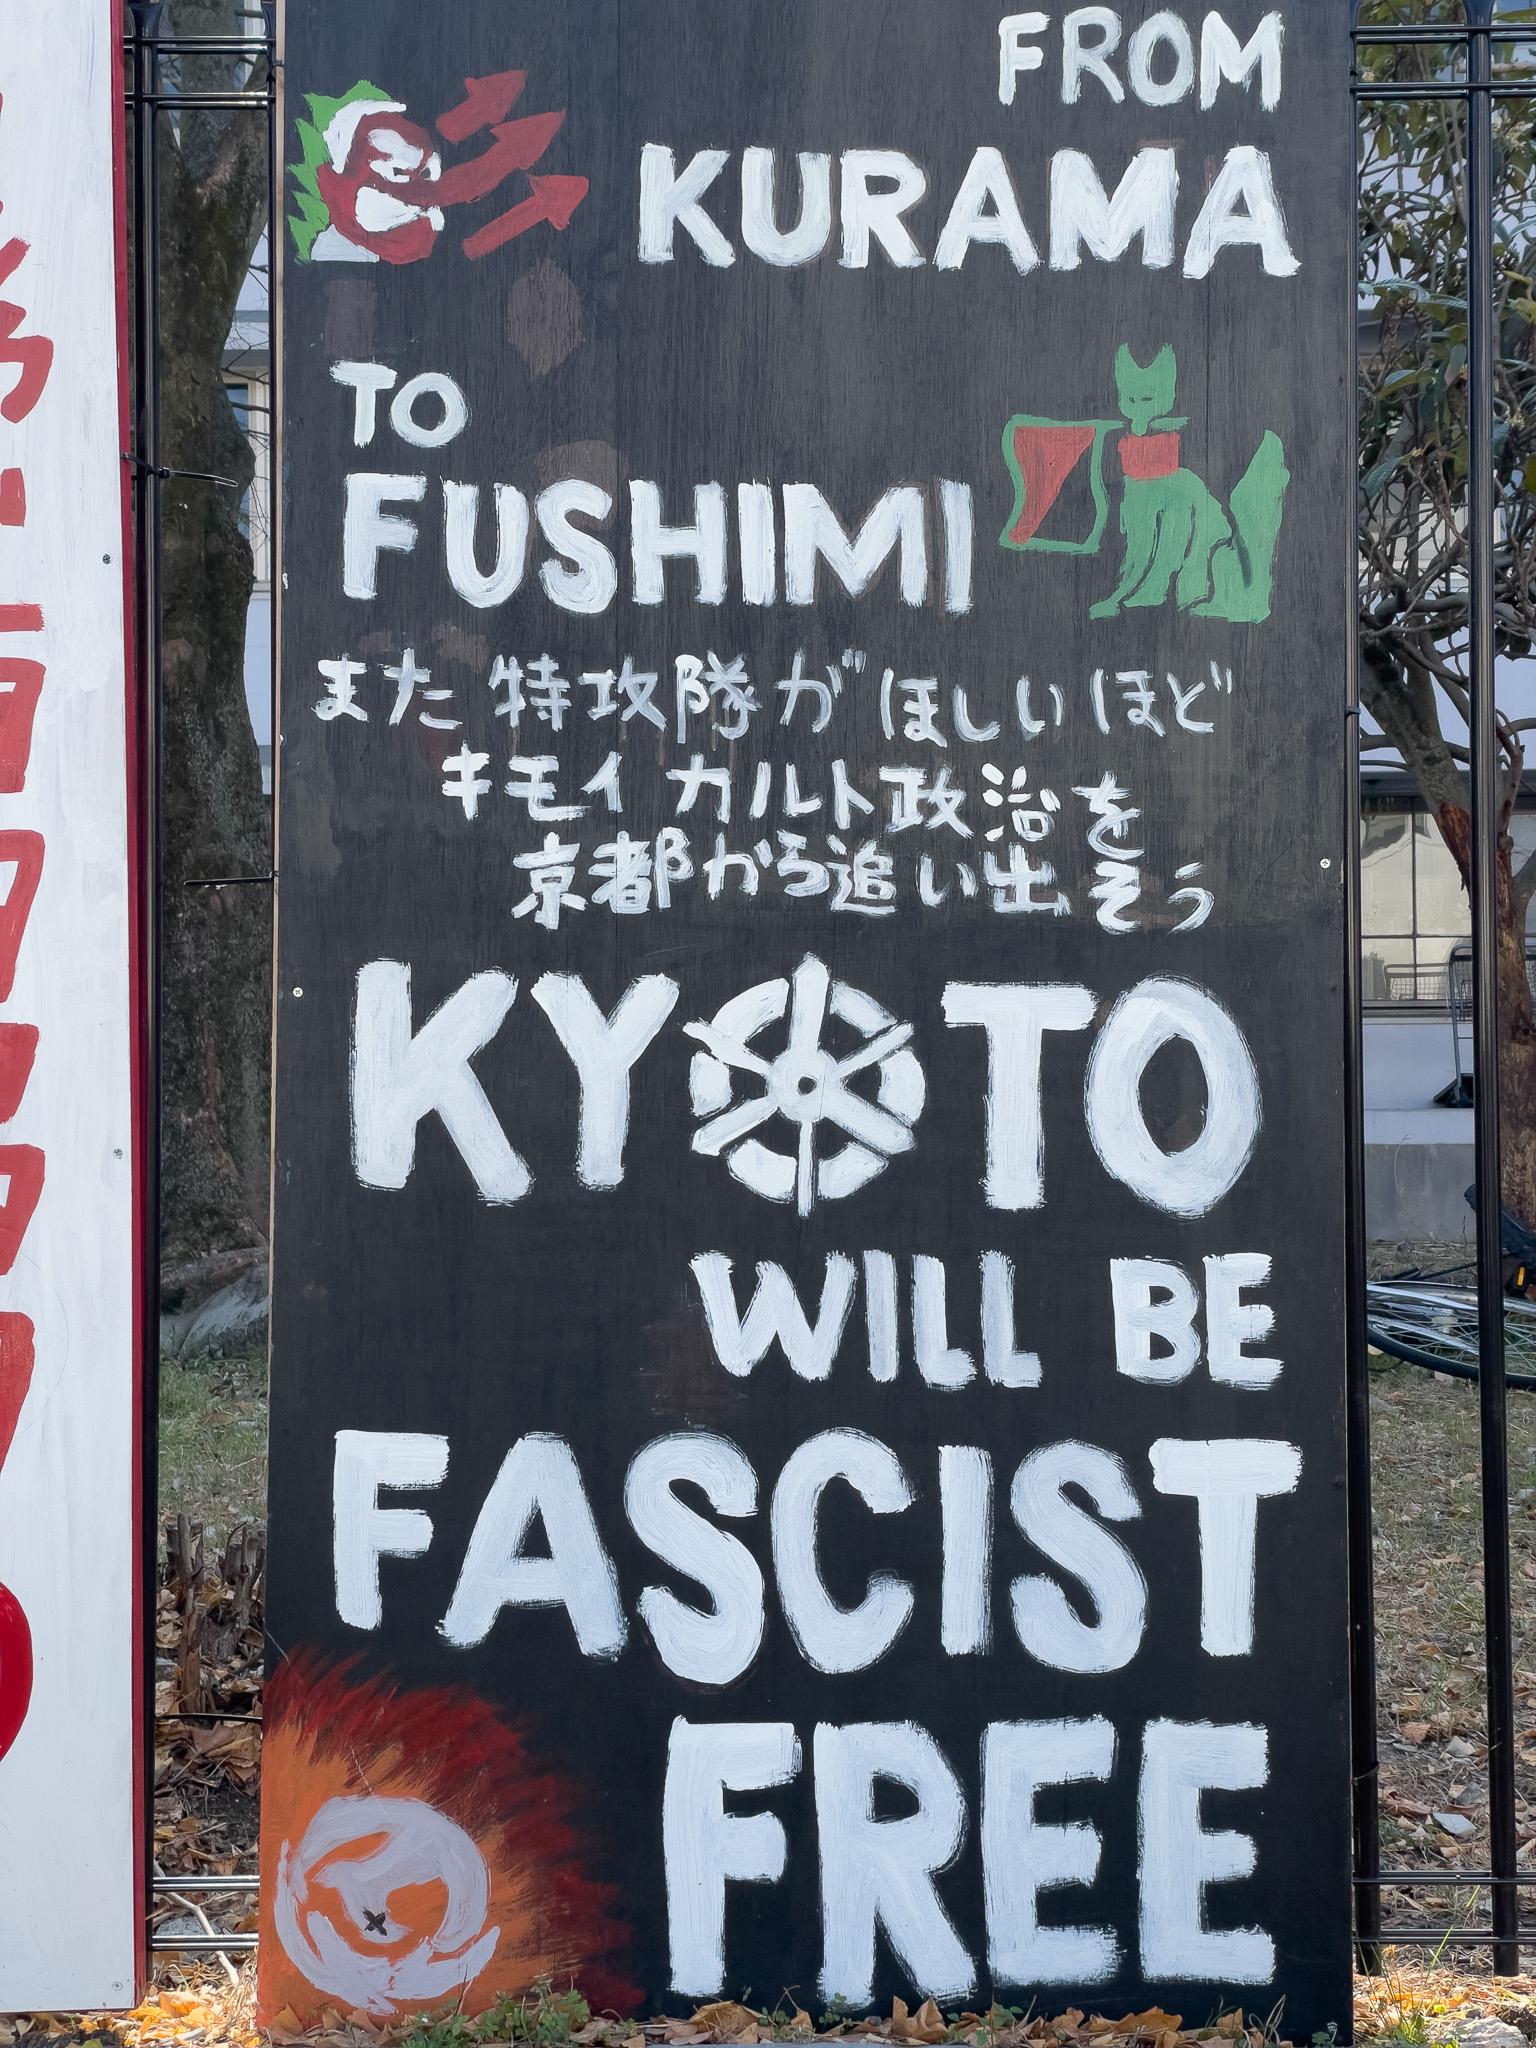 FROM
KURAMA
TO
FUSHIMI
また特攻隊がほしいほど
キモイカルト政治を
京都から追い出そう
KYOTO
WILL BE
FASCIST
FREE